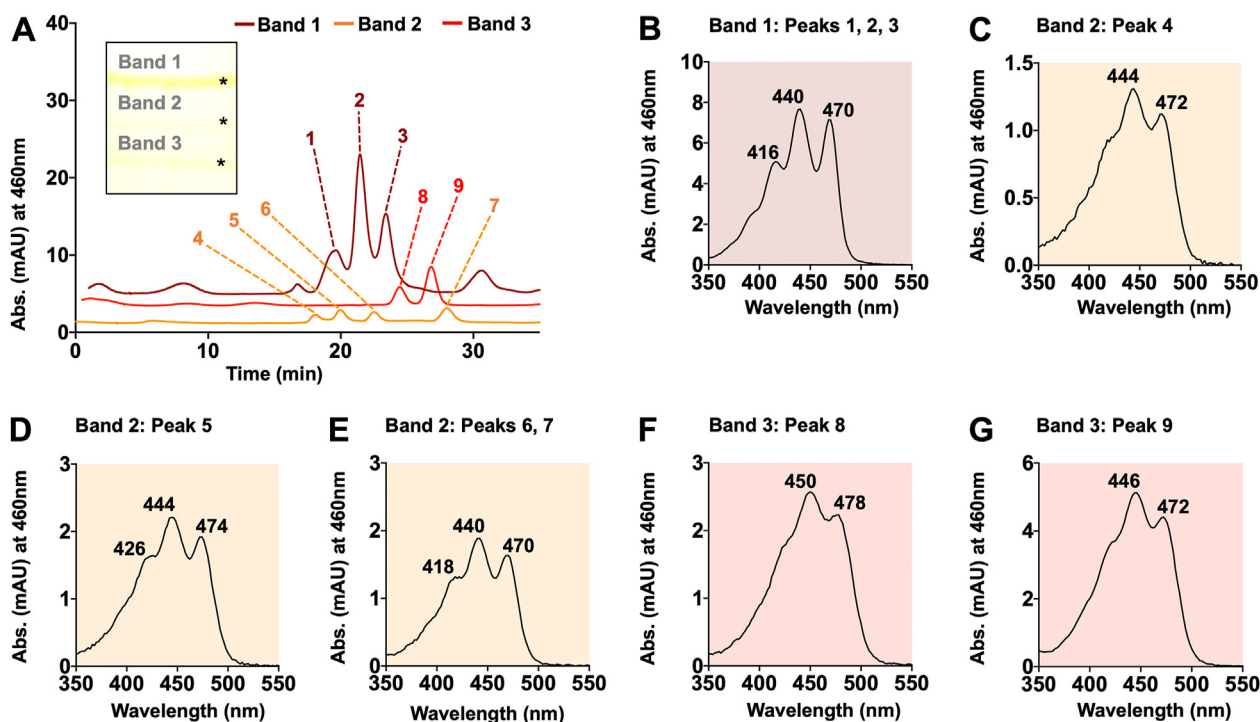 A
Band 1 Band 2 Band 3
Abs. (mAU) at 460nm
40
30
20
10
0
Band 1
*
Band 2
*
Band 3
*
1
2
3
4
5
6
7
8
9
0 10 20 30
Time (min)
B Band 1: Peaks 1, 2, 3
Abs. (mAU) at 460nm
10
8
6
4
2
0
416
440
470
350 400 450 500 550
Wavelength (nm)
C Band 2: Peak 4
Abs. (mAU) at 460nm
1.5
1.0
0.5
0.0
444
472
350 400 450 500 550
Wavelength (nm)
D Band 2: Peak 5
Abs. (mAU) at 460nm
3
2
1
0
426
444
474
350 400 450 500 550
Wavelength (nm)
E Band 2: Peaks 6, 7
Abs. (mAU) at 460nm
3
2
1
0
418
440
470
350 400 450 500 550
Wavelength (nm)
F Band 3: Peak 8
Abs. (mAU) at 460nm
3
2
1
0
450
478
350 400 450 500 550
Wavelength (nm)
G Band 3: Peak 9
Abs. (mAU) at 460nm
6
4
2
0
446
472
350 400 450 500 550
Wavelength (nm)